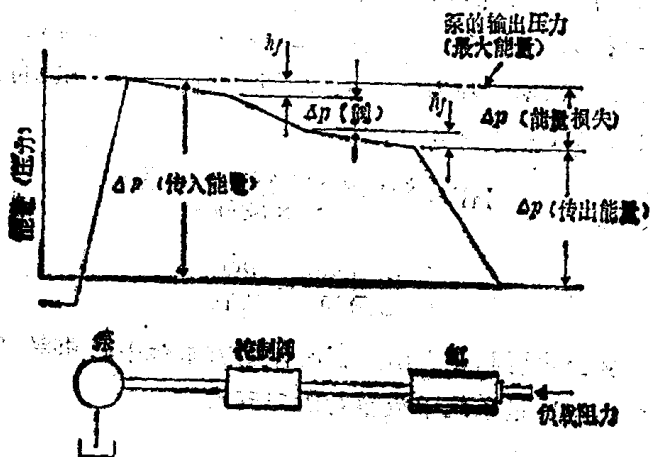 泵的输出压力
(最大能量)
hf
hf
Δp (阀)
Δp (能量损失)
能量 (压力)
Δp (传入能量)
Δp (传出能量)
泵
控制阀
缸
负载阻力